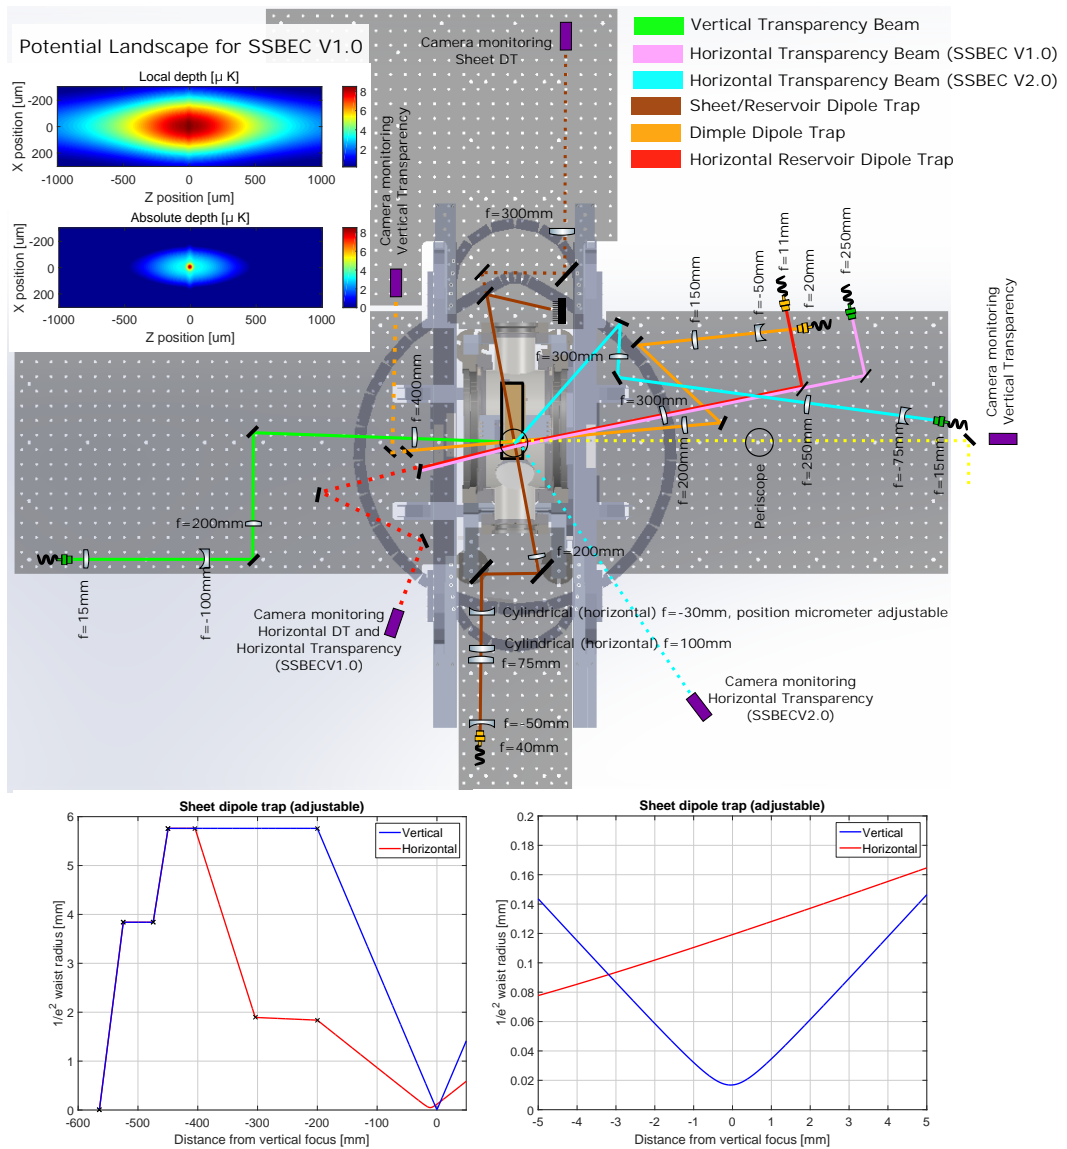 Potential Landscape for SSBEC V1.0
Local depth [µ K]
X position [um]
-200
0
200
-1000
-500
0
500
1000
Z position [um]
8
6
4
2
Absolute depth [µ K]
X position [um]
-200
0
200
-1000
-500
0
500
1000
Z position [um]
8
6
4
2
0
Camera monitoring
Sheet DT
Camera monitoring
Vertical Transparency
Vertical Transparency Beam
Horizontal Transparency Beam (SSBEC V1.0)
Horizontal Transparency Beam (SSBEC V2.0)
Sheet/Reservoir Dipole Trap
Dimple Dipole Trap
Horizontal Reservoir Dipole Trap
f=300mm
f=150mm
f=-50mm
f=11mm
f=20mm
f=250mm
Camera monitoring
Vertical Transparency
f=300mm
f=400mm
f=300mm
f=200mm
Periscope
f=250mm
f=-75mm
f=15mm
f=200mm
f=15mm
f=-100mm
f=200mm
Camera monitoring
Horizontal DT and
Horizontal Transparency
(SSBECV1.0)
Cylindrical (horizontal) f=-30mm, position micrometer adjustable
Cylindrical (horizontal) f=100mm
f=75mm
f=-50mm
f=40mm
Camera monitoring
Horizontal Transparency
(SSBECV2.0)
Sheet dipole trap (adjustable)
Vertical
Horizontal
1/e² waist radius [mm]
6
5
4
3
2
1
0
-600
-500
-400
-300
-200
-100
0
Distance from vertical focus [mm]
Sheet dipole trap (adjustable)
Vertical
Horizontal
1/e² waist radius [mm]
0.2
0.18
0.16
0.14
0.12
0.1
0.08
0.06
0.04
0.02
0
-5
-4
-3
-2
-1
0
1
2
3
4
5
Distance from vertical focus [mm]